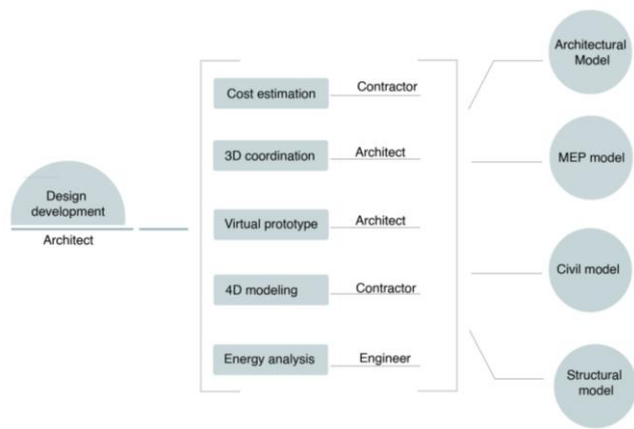 Design
development
Architect
Cost estimation
Contractor
3D coordination
Architect
Virtual prototype
Architect
4D modeling
Contractor
Energy analysis
Engineer
Architectural
Model
MEP model
Civil model
Structural
model